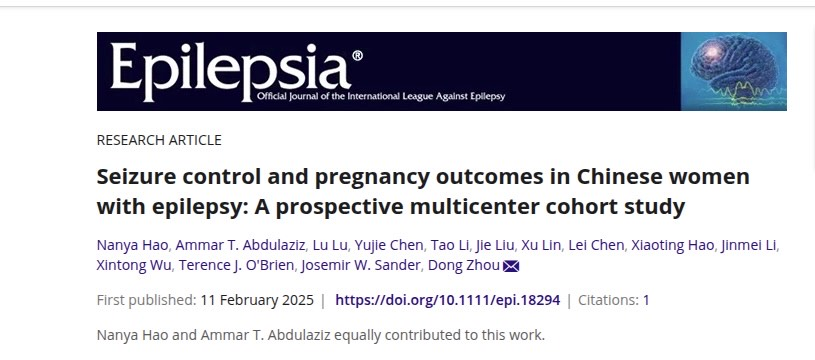 Epilepsia®
Official Journal of the International League Against Epilepsy
RESEARCH ARTICLE
Seizure control and pregnancy outcomes in Chinese women
with epilepsy: A prospective multicenter cohort study
Nanya Hao, Ammar T. Abdulaziz, Lu Lu, Yujie Chen, Tao Li, Jie Liu, Xu Lin, Lei Chen, Xiaoting Hao, Jinmei Li,
Xintong Wu, Terence J. O'Brien, Josemir W. Sander, Dong Zhou
First published: 11 February 2025 | https://doi.org/10.1111/epi.18294 | Citations: 1
Nanya Hao and Ammar T. Abdulaziz equally contributed to this work.